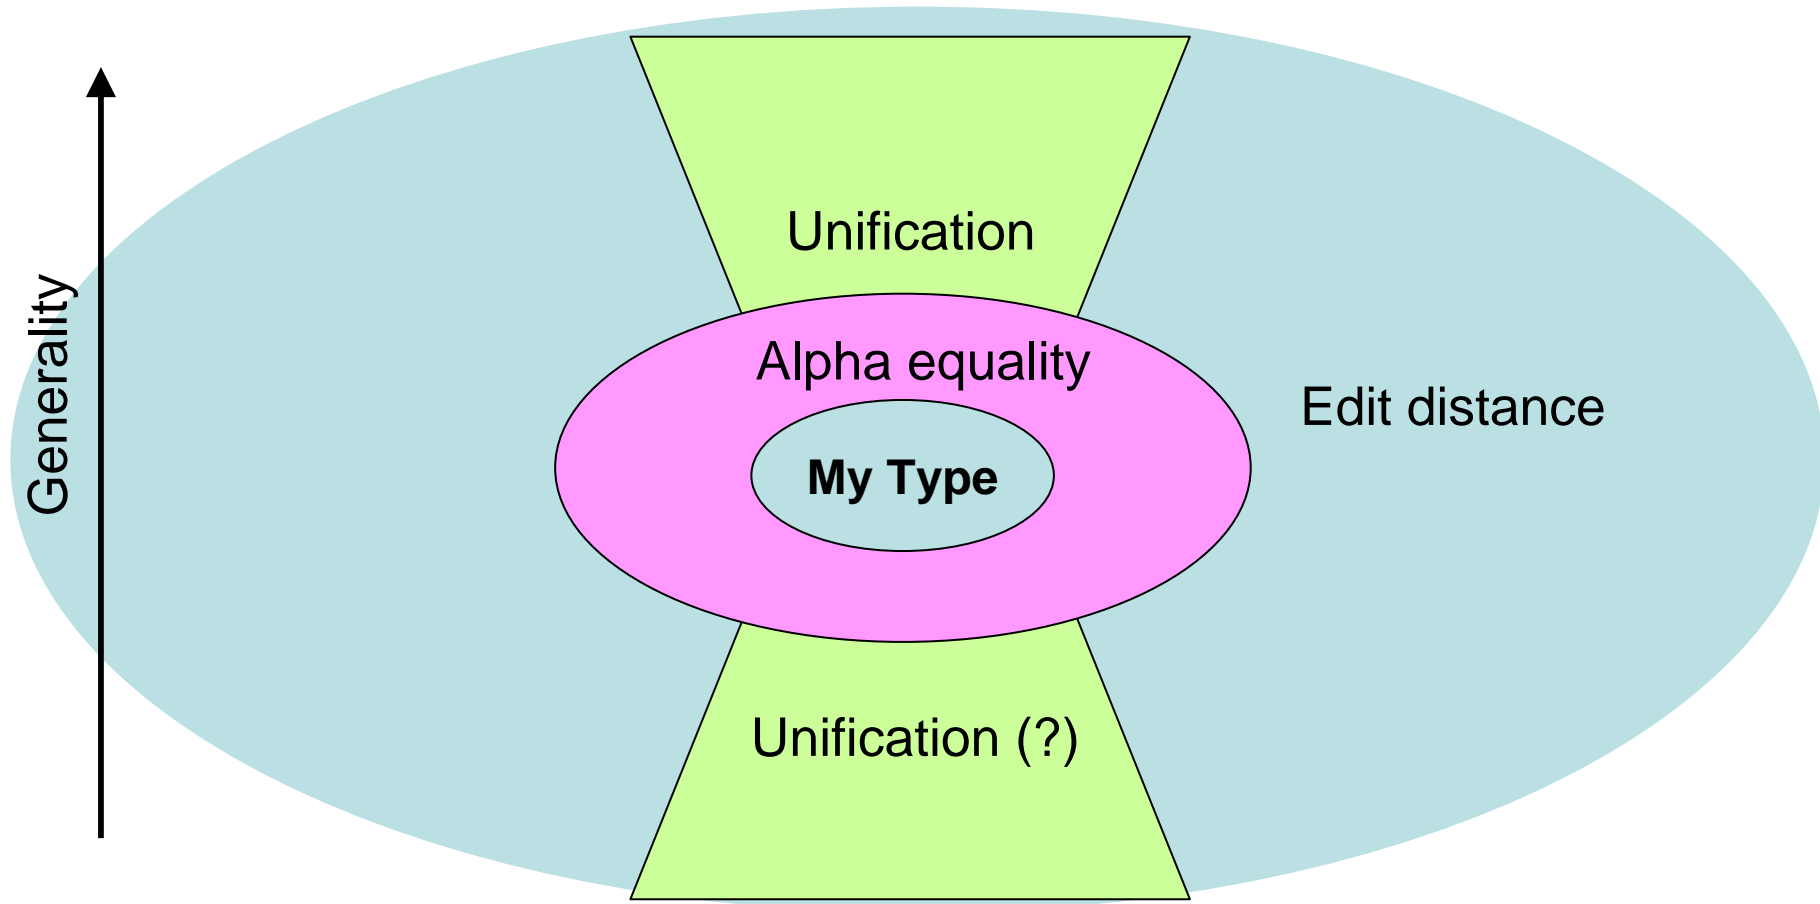 Generality
Unification
Alpha equality
My Type
Edit distance
Unification (?)